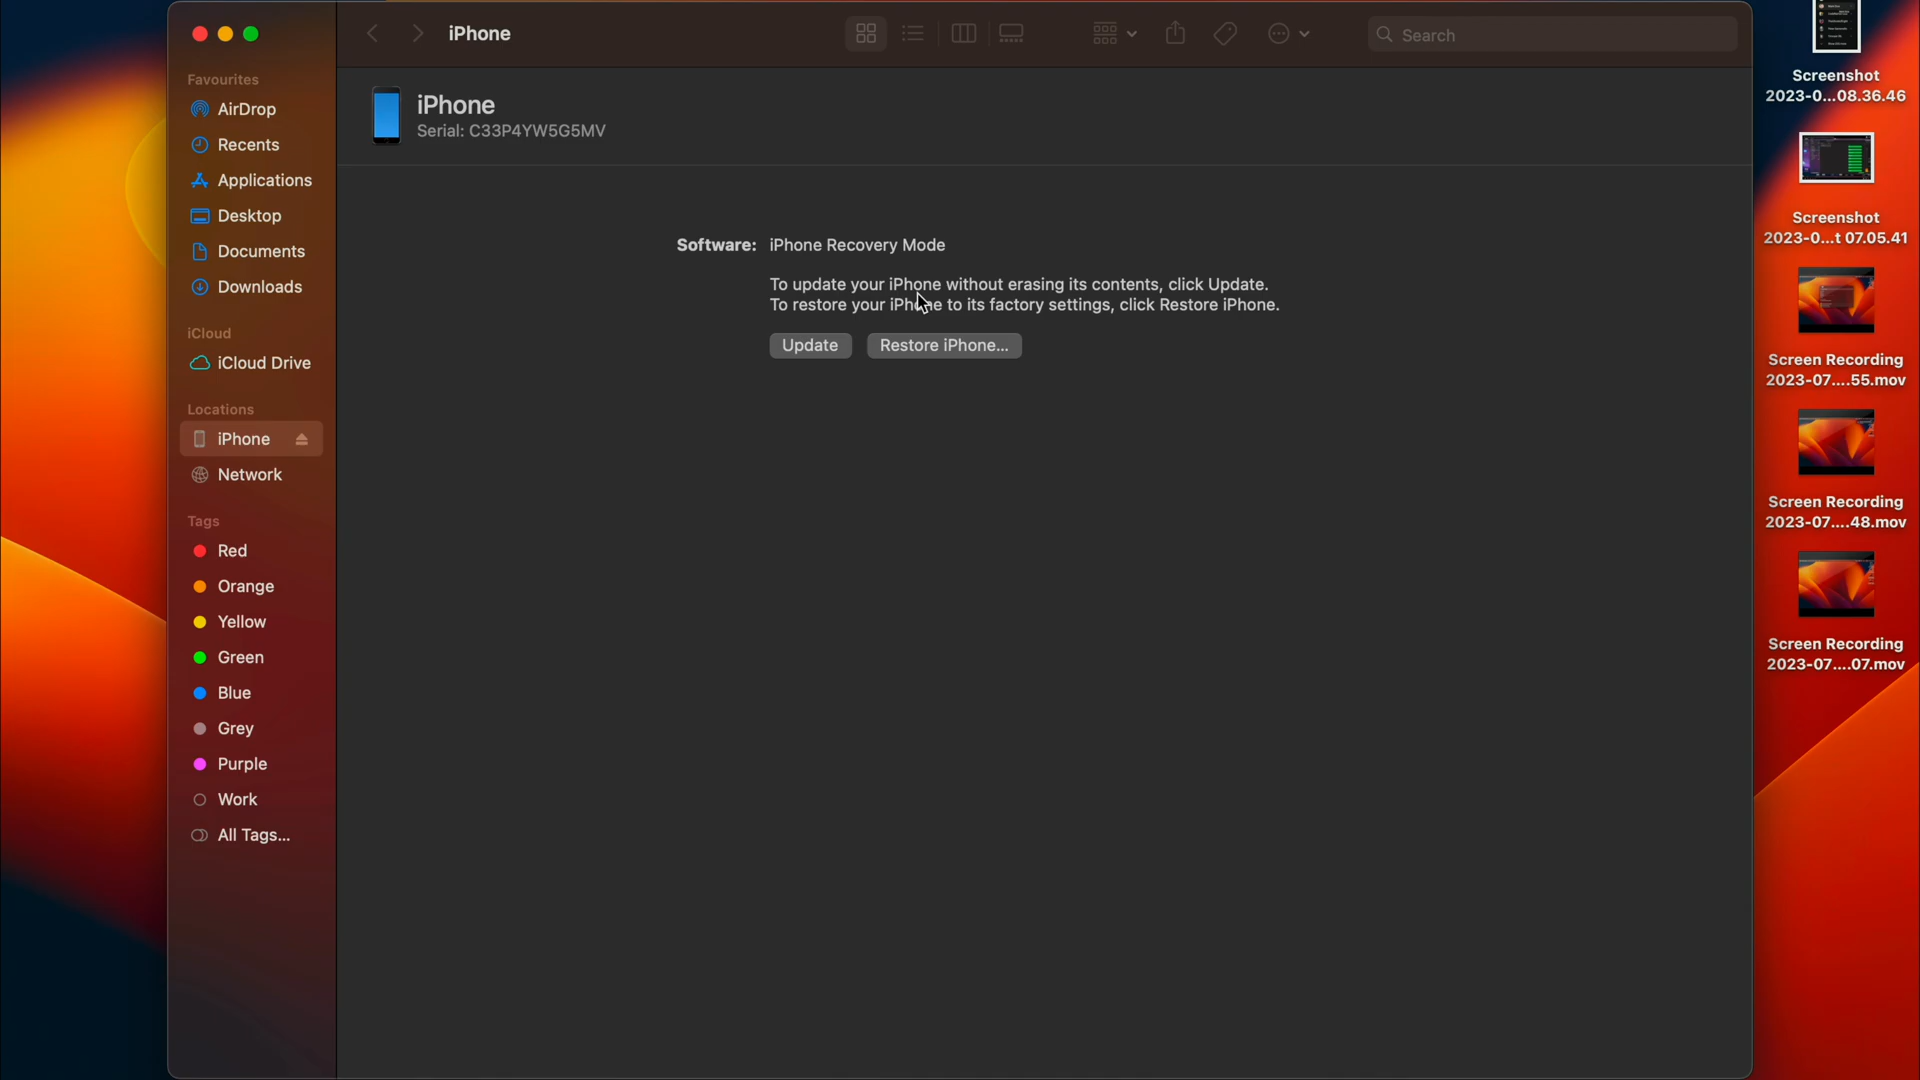 iPhone
Search
Favourites
AirDrop
Recents
Applications
Desktop
Documents
Downloads
iCloud
iCloud Drive
Locations
iPhone
Network
Tags
Red
Orange
Yellow
Green
Blue
Grey
Purple
Work
All Tags...
iPhone
Serial: C33P4YW5G5MV
Software: iPhone Recovery Mode
To update your iPhone without erasing its contents, click Update.
To restore your iPhone to its factory settings, click Restore iPhone.
Update Restore iPhone...
Screenshot
2023-0...08.36.46
Screenshot
2023-0...t 07.05.41
Screen Recording
2023-07....55.mov
Screen Recording
2023-07....48.mov
Screen Recording
2023-07....07.mov